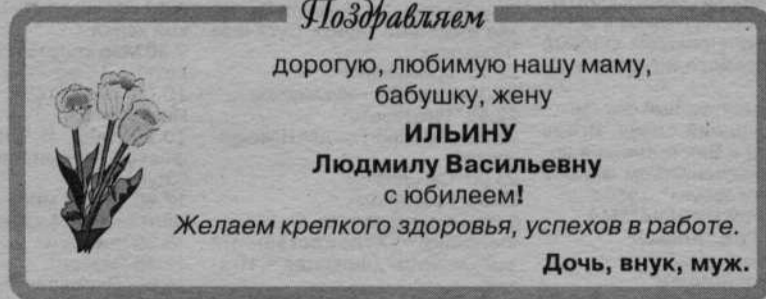 Поздравляем
дорогую, любимую нашу маму,
бабушку, жену
ИЛЬИНУ
Людмилу Васильевну
с юбилеем!
Желаем крепкого здоровья, успехов в работе.
Дочь, внук, муж.